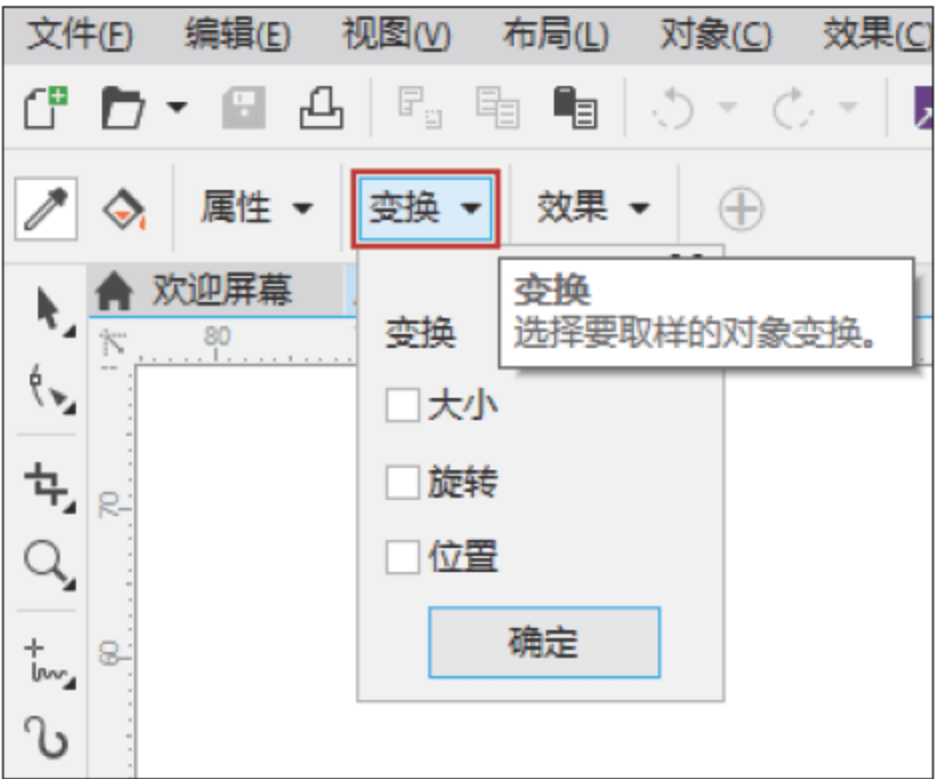 文件(F) 编辑(E) 视图(V) 布局(L) 对象(C) 效果(C)
属性 变换 效果
欢迎屏幕
变换
选择要取样的对象变换。
80
变换
大小
70
旋转
位置
60
确定